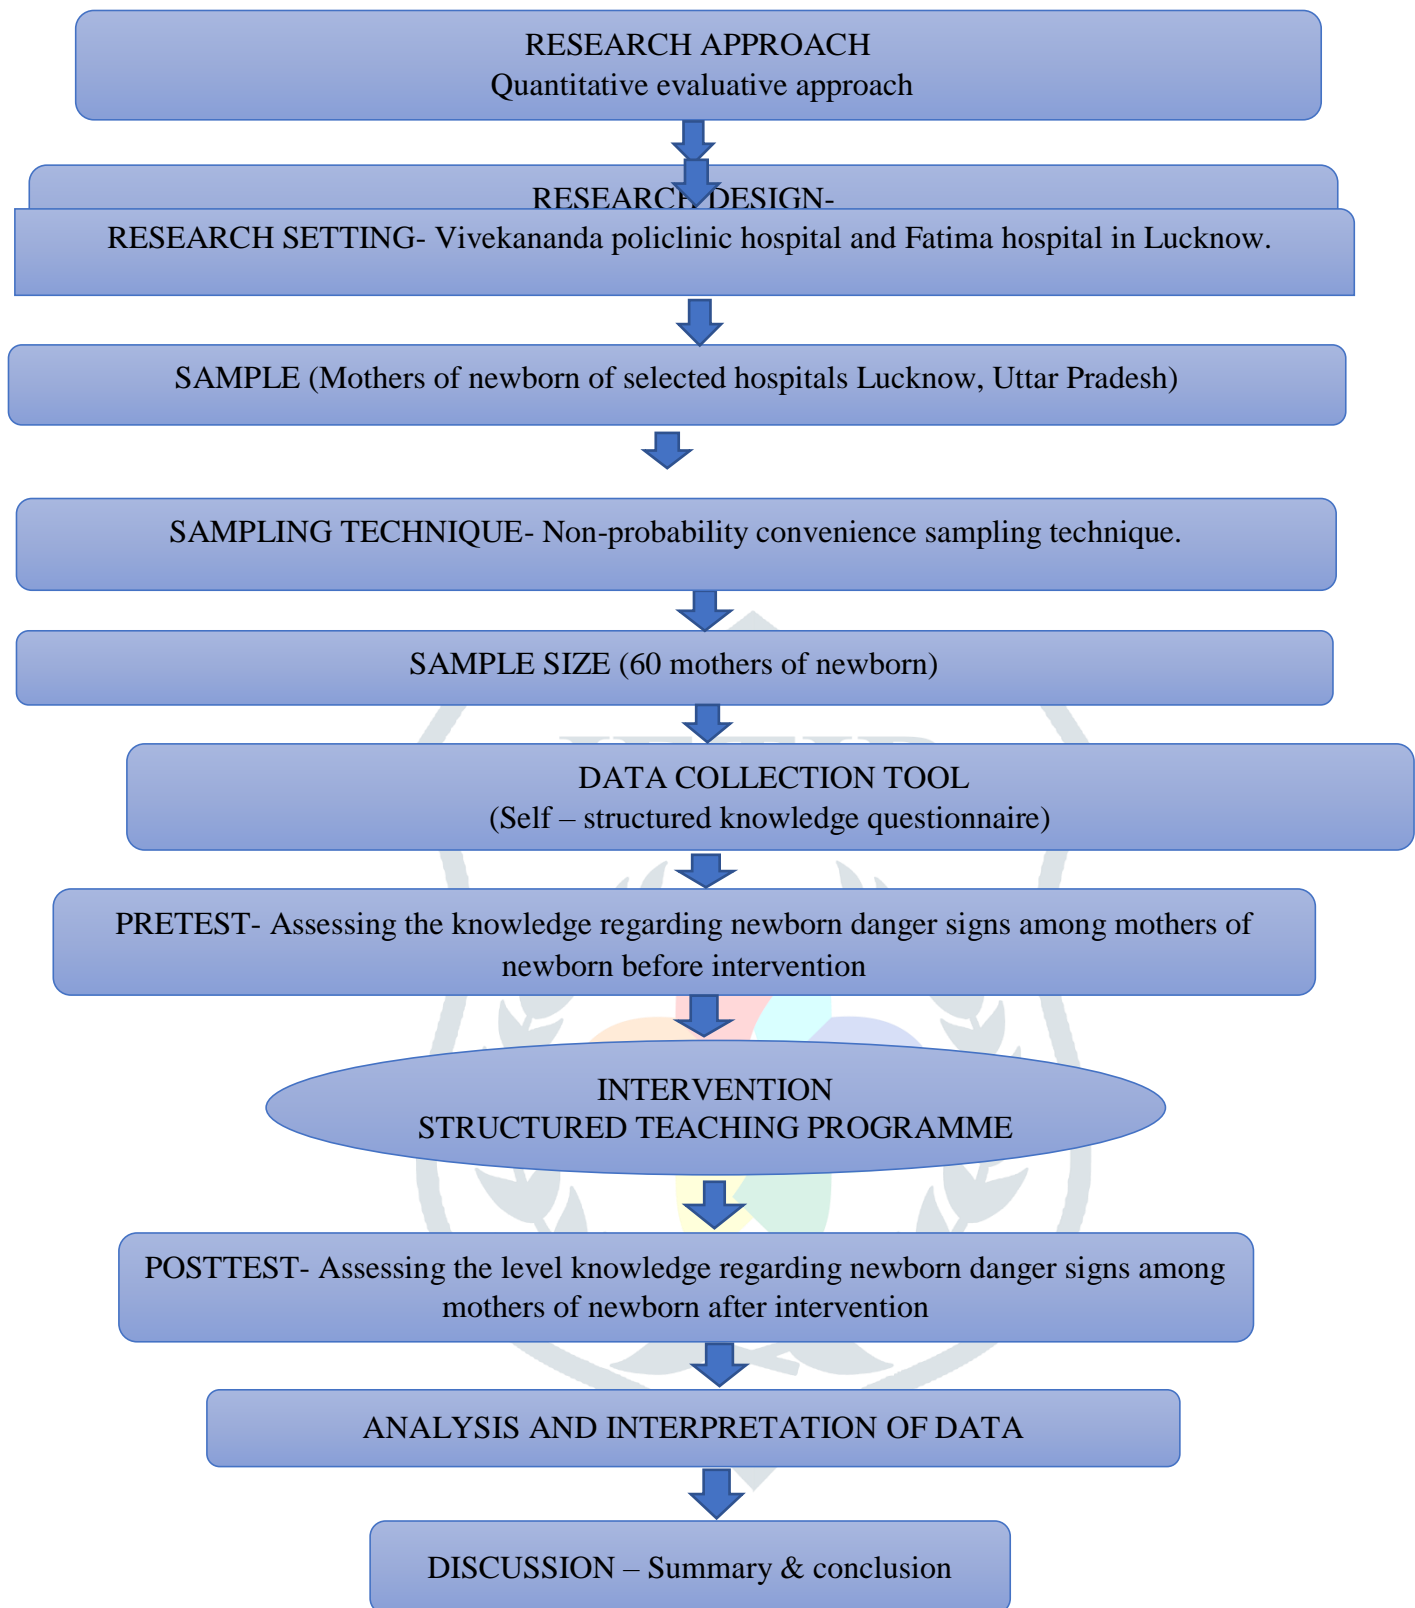 RESEARCH APPROACH
Quantitative evaluative approach
RESEARCH DESIGN-
RESEARCH SETTING- Vivekananda policlinic hospital and Fatima hospital in Lucknow.
SAMPLE (Mothers of newborn of selected hospitals Lucknow, Uttar Pradesh)
SAMPLING TECHNIQUE- Non-probability convenience sampling technique.
SAMPLE SIZE (60 mothers of newborn)
DATA COLLECTION TOOL
(Self – structured knowledge questionnaire)
PRETEST- Assessing the knowledge regarding newborn danger signs among mothers of
newborn before intervention
INTERVENTION
STRUCTURED TEACHING PROGRAMME
POSTTEST- Assessing the level knowledge regarding newborn danger signs among
mothers of newborn after intervention
ANALYSIS AND INTERPRETATION OF DATA
DISCUSSION – Summary & conclusion